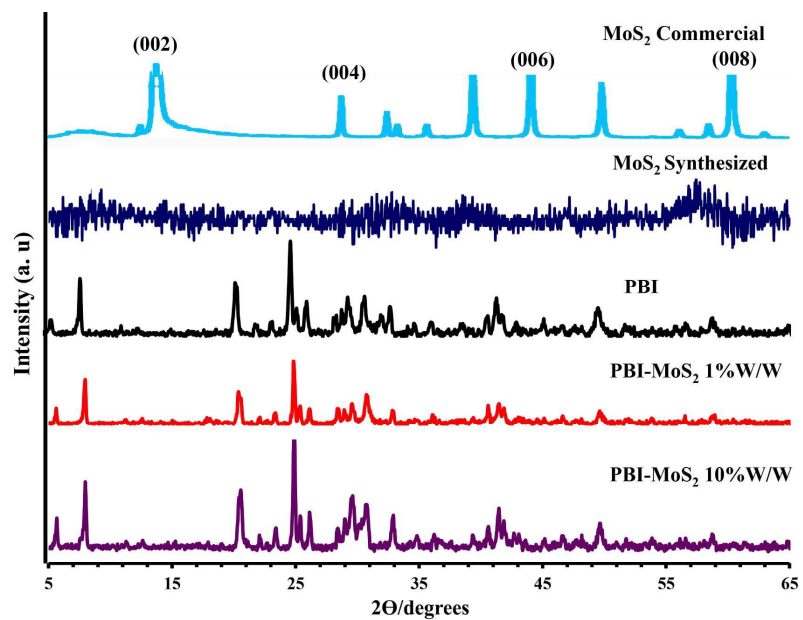 MoS₂ Commercial
(002)
(004)
(006)
(008)
MoS₂ Synthesized
PBI
PBI-MoS₂ 1%W/W
PBI-MoS₂ 10%W/W
Intensity (a. u)
5 15 25 35 45 55 65
2Θ/degrees